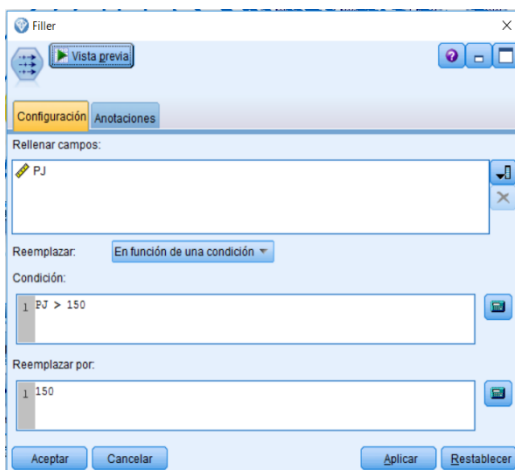 Filler
Vista previa
Configuración Anotaciones
Rellenar campos:
PJ
Reemplazar: En función de una condición
Condición:
1 PJ > 150
Reemplazar por:
1 150
Aceptar Cancelar Aplicar Restablecer